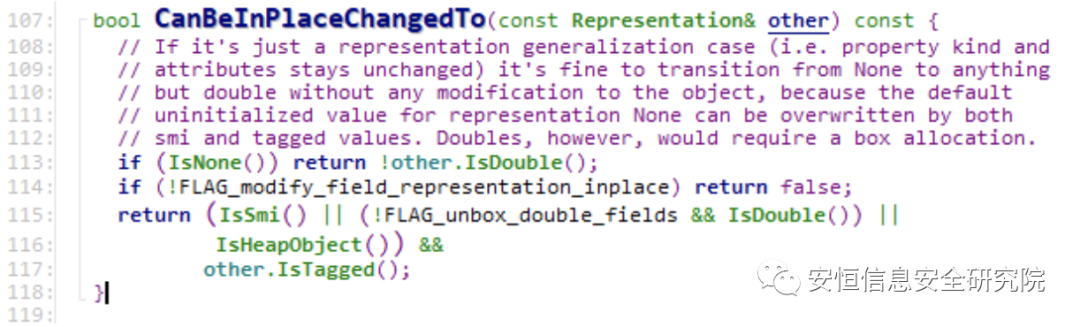 107: bool CanBeInPlaceChangedTo(const Representation& other) const {
108: // If it's just a representation generalization case (i.e. property kind and
109: // attributes stays unchanged) it's fine to transition from None to anything
110: // but double without any modification to the object, because the default
111: // uninitialized value for representation None can be overwritten by both
112: // smi and tagged values. Doubles, however, would require a box allocation.
113: if (IsNone()) return !other.IsDouble();
114: if (!FLAG_modify_field_representation_inplace) return false;
115: return (IsSmi() || (!FLAG_unbox_double_fields && IsDouble()) ||
116: IsHeapObject()) &&
117: other.IsTagged();
118: }
119:
安恒信息安全研究院